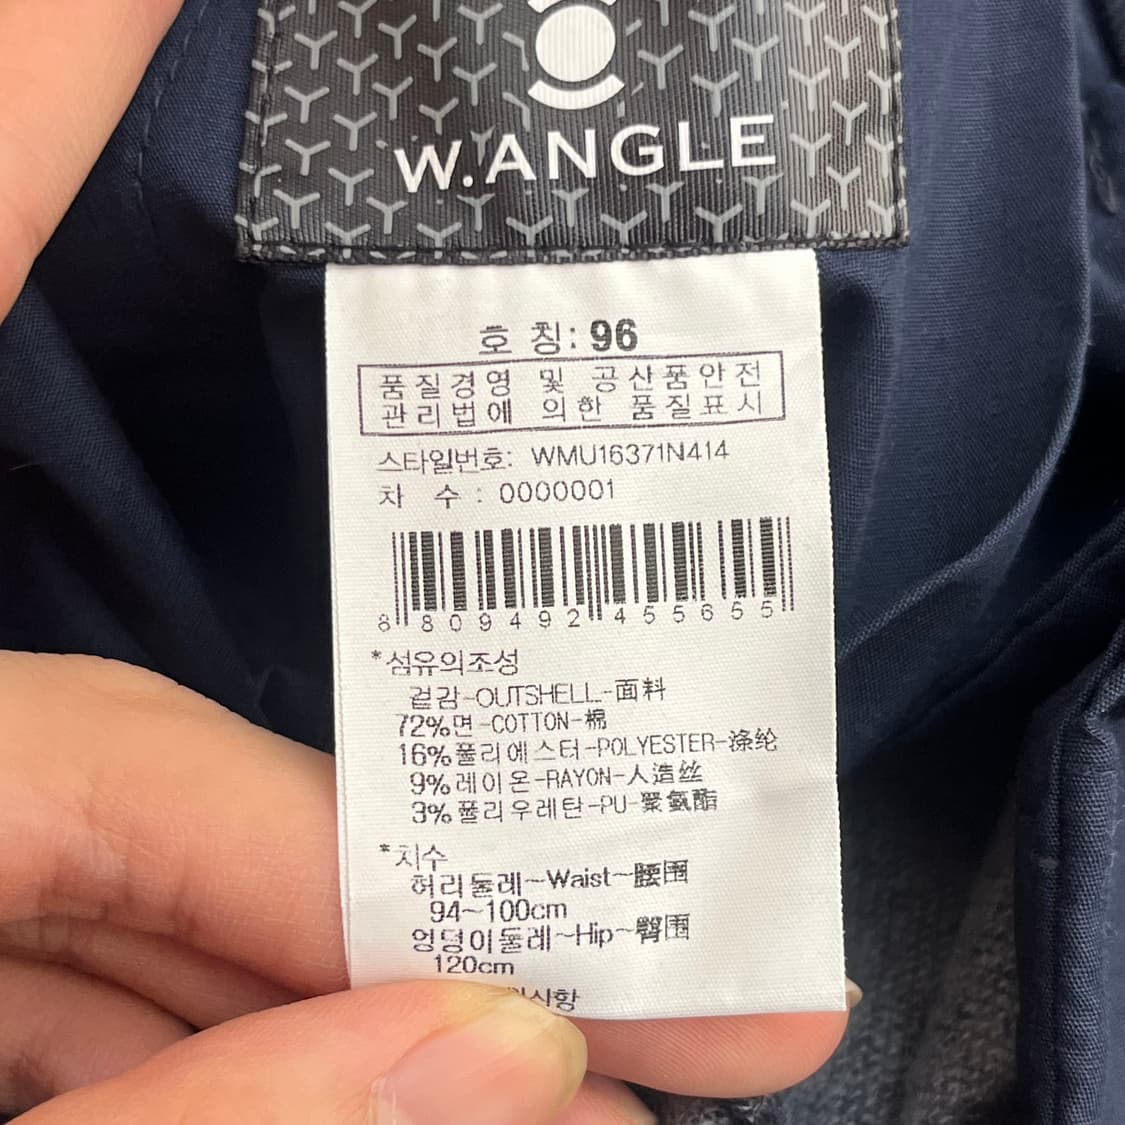 W.ANGLE
호 칭: 96
품질경영 및 공산품안전
관리법에 의한 품질표시
스타일번호: WMU16371N414
차 수 : 0000001
8 809492 455655
*섬유의조성
겉감-OUTSHELL-面料
72%면-COTTON-棉
16%폴리에스터-POLYESTER-涤纶
9%레이온-RAYON-人造丝
3%폴리우레탄-PU-聚氨酯
*치수
허리둘레~Waist~腰围
94~100cm
엉덩이둘레~Hip~臀围
120cm